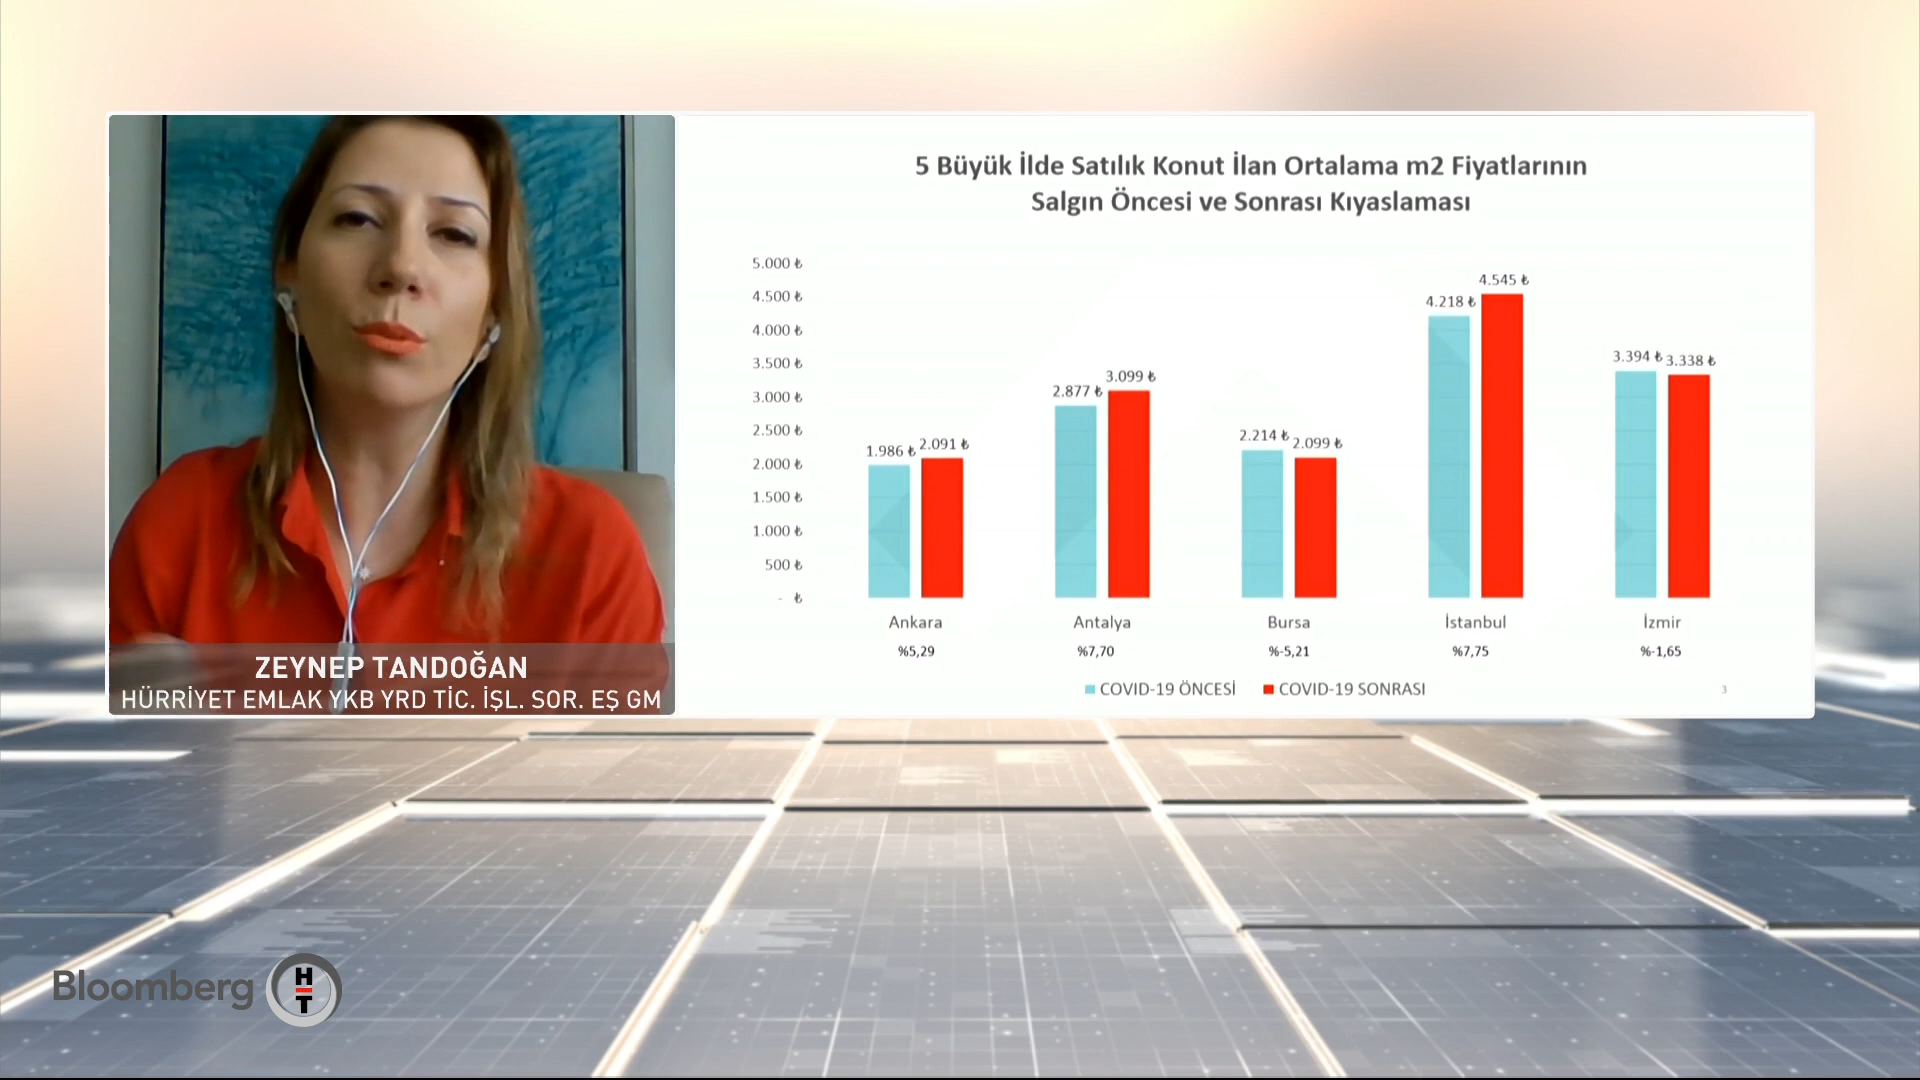 5 Büyük İlde Satılık Konut İlan Ortalama m2 Fiyatlarının
Salgın Öncesi ve Sonrası Kıyaslaması
5.000 ₺
4.500 ₺
4.000 ₺
3.500 ₺
3.000 ₺
2.500 ₺
2.000 ₺
1.500 ₺
1.000 ₺
500 ₺
- ₺
1.986 ₺ 2.091 ₺
2.877 ₺ 3.099 ₺
2.214 ₺ 2.099 ₺
4.218 ₺ 4.545 ₺
3.394 ₺ 3.338 ₺
Ankara Antalya Bursa İstanbul İzmir
%5,29 %7,70 %-5,21 %7,75 %-1,65
COVID-19 ÖNCESİ COVID-19 SONRASI
3
ZEYNEP TANDOĞAN
HÜRRİYET EMLAK YKB YRD TİC. İŞL. SOR. EŞ GM
Bloomberg HT